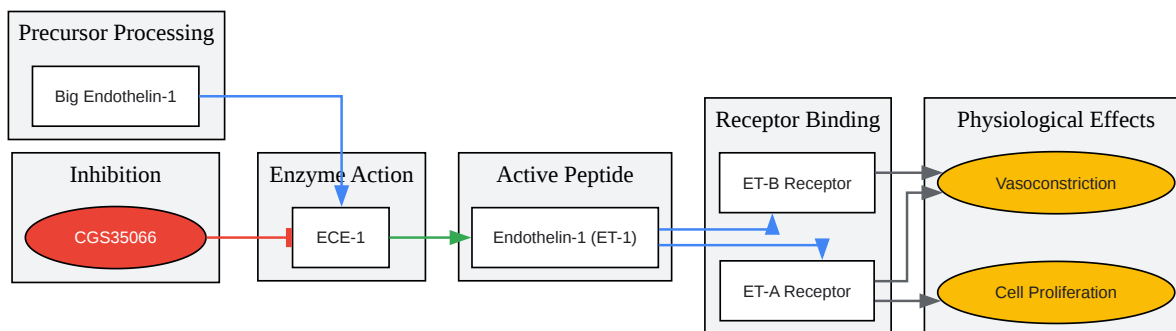 Precursor Processing
Big Endothelin-1
Inhibition
CGS35066
Enzyme Action
ECE-1
Active Peptide
Endothelin-1 (ET-1)
Receptor Binding
ET-B Receptor
ET-A Receptor
Physiological Effects
Vasoconstriction
Cell Proliferation